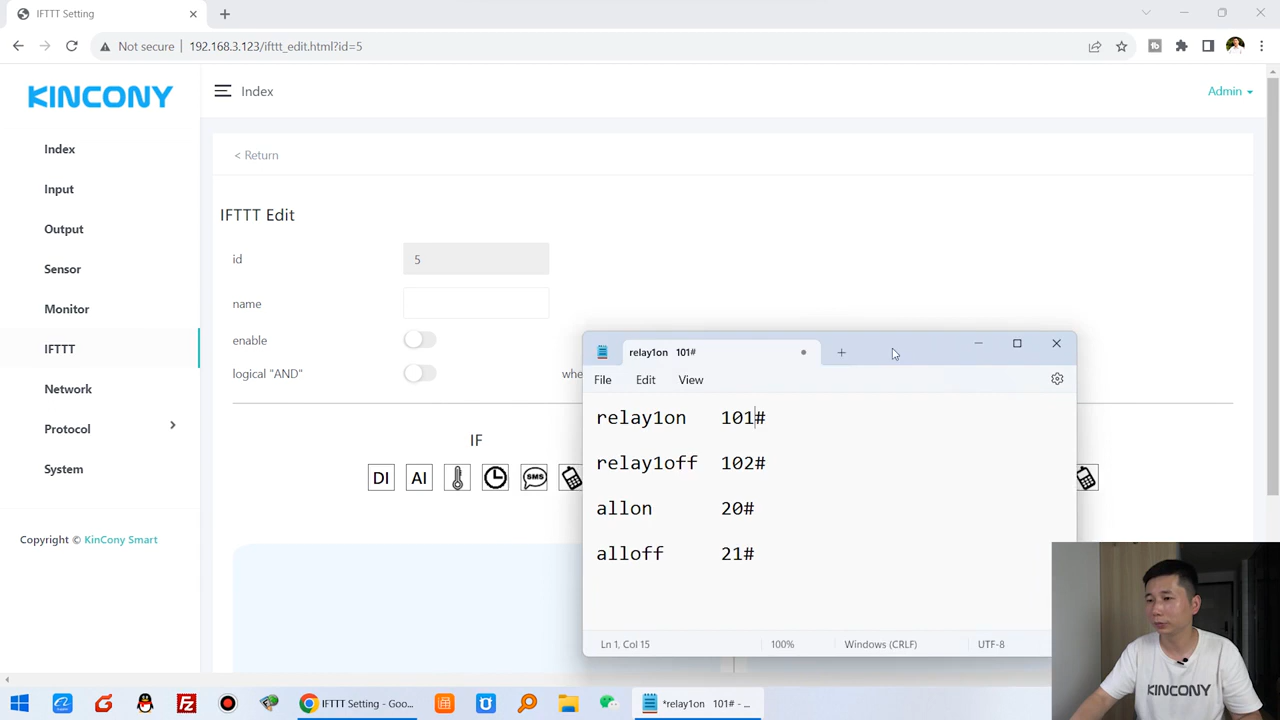 IFTTT Setting
Not secure
192.168.3.123/ifttt_edit.html?id=5
KINCONY
Index
Admin
Index
Input
Output
Sensor
Monitor
IFTTT
Network
Protocol
System
Copyright © KinCony Smart
< Return
IFTTT Edit
id
5
name
enable
logical "AND"
whe
IF
DI
AI
SMS
relay1on 101#
File
Edit
View
relay1on 101#
relay1off 102#
allon 20#
alloff 21#
Ln 1, Col 15
100%
Windows (CRLF)
UTF-8
KINCONY
IFTTT Setting - Goo...
*relay1on 101# - ...